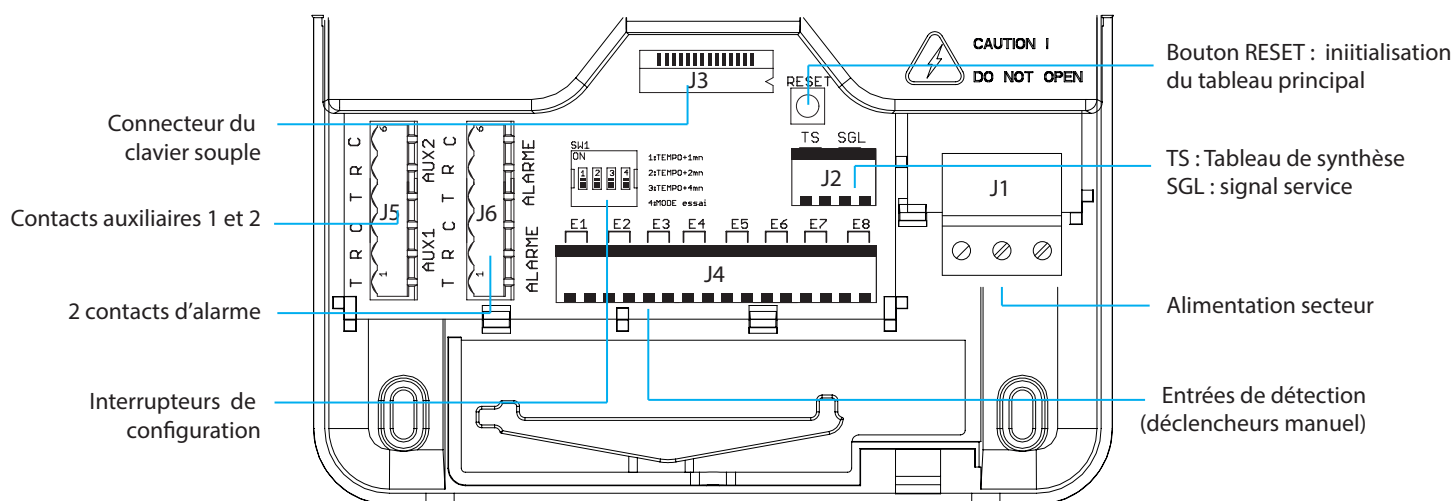 CAUTION !
DO NOT OPEN
Bouton RESET : iniitialisation
du tableau principal
J3
RESET
Connecteur du
clavier souple
TS SGL
J2
TS : Tableau de synthèse
SGL : signal service
J1
SW1
ON
1 2 3 4
1:TEMPO+1mn
2:TEMPO+2mn
3:TEMPO+4mn
4:MODE essai
Contacts auxiliaires 1 et 2
T R C T R C
6
J5
1
AUX1 AUX2
T R C T R C
6
J6
1
ALARME ALARME
E1 E2 E3 E4 E5 E6 E7 E8
J4
2 contacts d’alarme
Alimentation secteur
Interrupteurs de
configuration
Entrées de détection
(déclencheurs manuel)